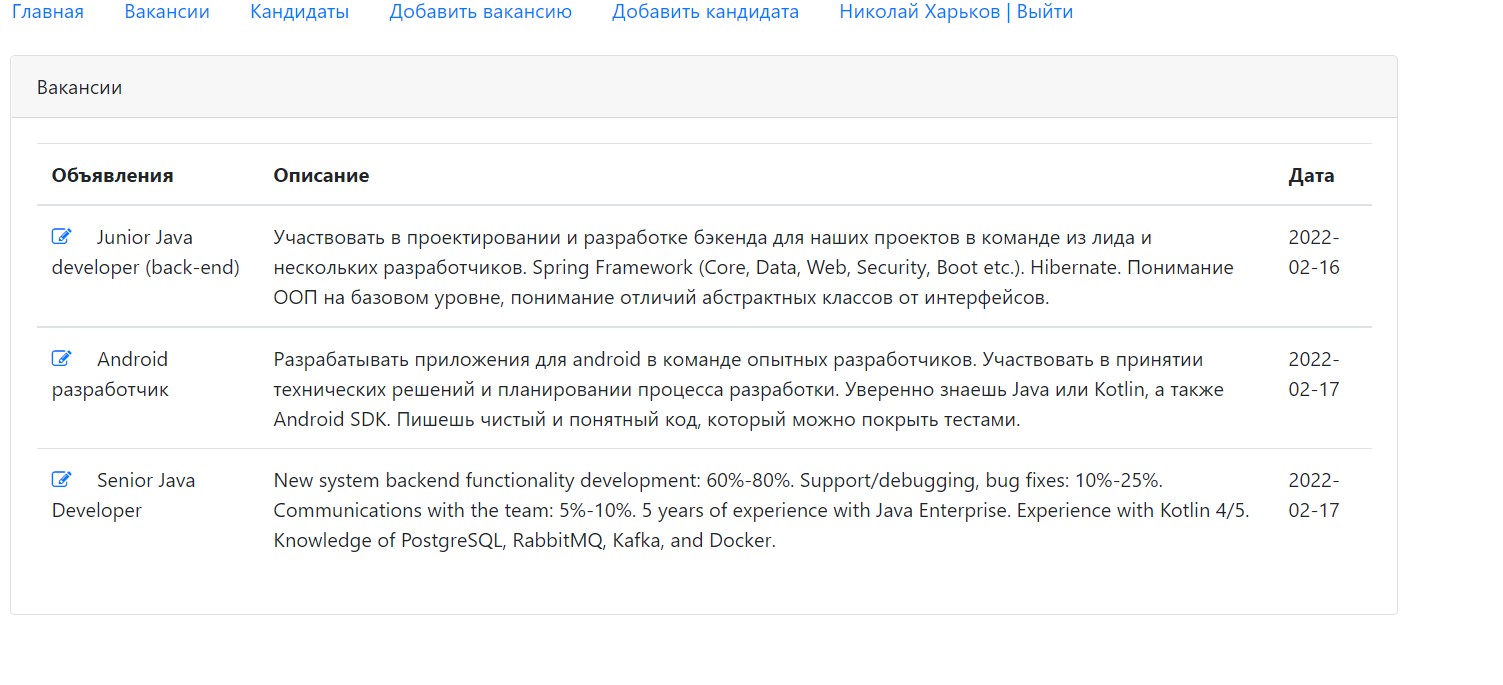 Главная Вакансии Кандидаты Добавить вакансию Добавить кандидата Николай Харьков | Выйти
Вакансии
Объявления Описание Дата
Junior Java developer (back-end)
Участвовать в проектировании и разработке бэкенда для наших проектов в команде из лида и
нескольких разработчиков. Spring Framework (Core, Data, Web, Security, Boot etc.). Hibernate. Понимание
ООП на базовом уровне, понимание отличий абстрактных классов от интерфейсов.
2022-
02-16
Android
разработчик
Разрабатывать приложения для android в команде опытных разработчиков. Участвовать в принятии
технических решений и планировании процесса разработки. Уверенно знаешь Java или Kotlin, а также
Android SDK. Пишешь чистый и понятный код, который можно покрыть тестами.
2022-
02-17
Senior Java
Developer
New system backend functionality development: 60%-80%. Support/debugging, bug fixes: 10%-25%.
Communications with the team: 5%-10%. 5 years of experience with Java Enterprise. Experience with Kotlin 4/5.
Knowledge of PostgreSQL, RabbitMQ, Kafka, and Docker.
2022-
02-17